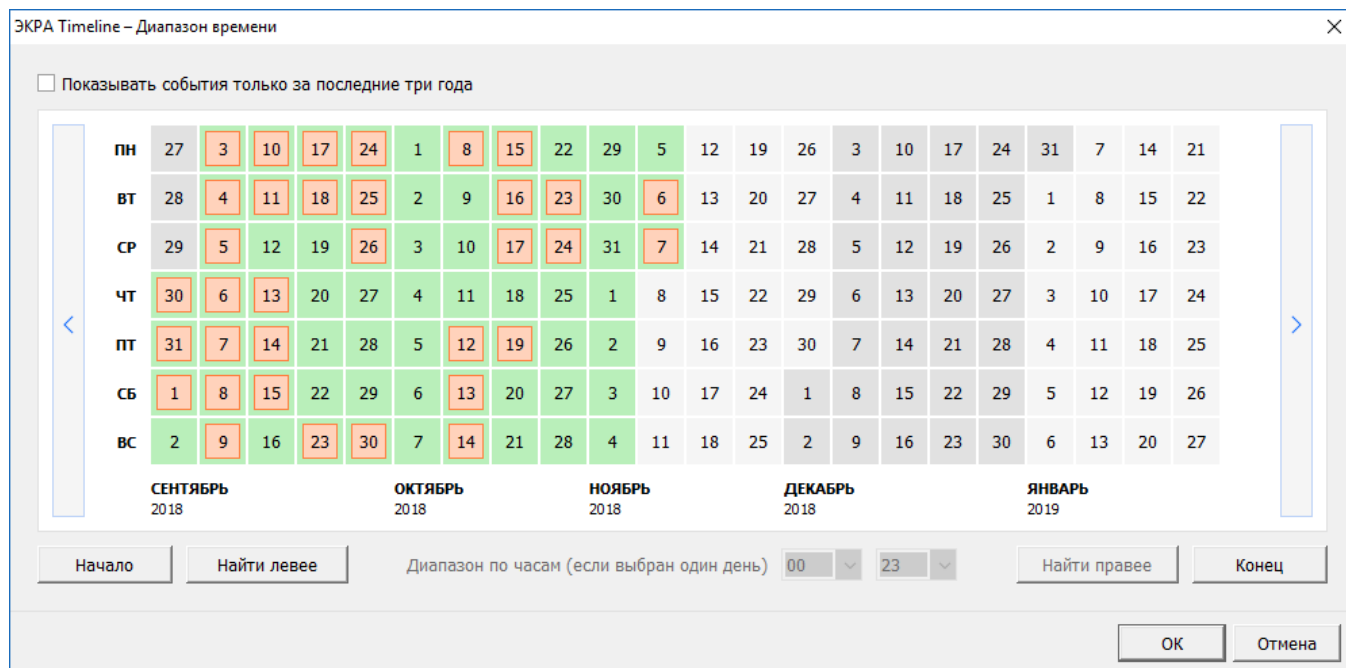 ЭКРА Timeline – Диапазон времени
Показывать события только за последние три года
ПН 27 3 10 17 24 1 8 15 22 29 5 12 19 26 3 10 17 24 31 7 14 21
ВТ 28 4 11 18 25 2 9 16 23 30 6 13 20 27 4 11 18 25 1 8 15 22
СР 29 5 12 19 26 3 10 17 24 31 7 14 21 28 5 12 19 26 2 9 16 23
ЧТ 30 6 13 20 27 4 11 18 25 1 8 15 22 29 6 13 20 27 3 10 17 24
ПТ 31 7 14 21 28 5 12 19 26 2 9 16 23 30 7 14 21 28 4 11 18 25
СБ 1 8 15 22 29 6 13 20 27 3 10 17 24 1 8 15 22 29 5 12 19 26
ВС 2 9 16 23 30 7 14 21 28 4 11 18 25 2 9 16 23 30 6 13 20 27
СЕНТЯБРЬ ОКТЯБРЬ НОЯБРЬ ДЕКАБРЬ ЯНВАРЬ
2018 2018 2018 2018 2019
Начало Найти левее Диапазон по часам (если выбран один день) 00 23 Найти правее Конец
ОК Отмена